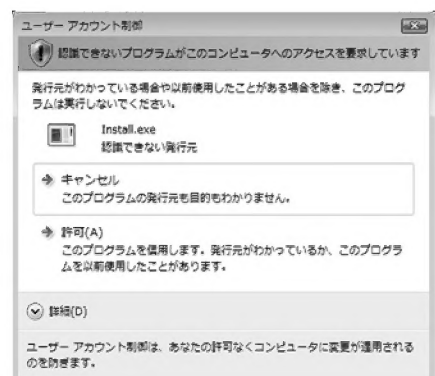 ユーザー アカウント制御
認識できないプログラムがこのコンピュータへのアクセスを要求しています
発行元がわかっている場合や以前使用したことがある場合を除き、このプログ
ラムは実行しないでください。
Install.exe
認識できない発行元
キャンセル
このプログラムの発行元も目的もわかりません。
許可(A)
このプログラムを信用します。発行元がわかっているか、このプログラ
ムを以前使用したことがあります。
詳細(D)
ユーザー アカウント制御は、あなたの許可なくコンピュータに変更が適用される
のを防ぎます。